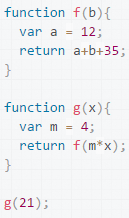 function f(b){
  var a = 12;
  return a+b+35;
}

function g(x){
  var m = 4;
  return f(m*x);
}

g(21);